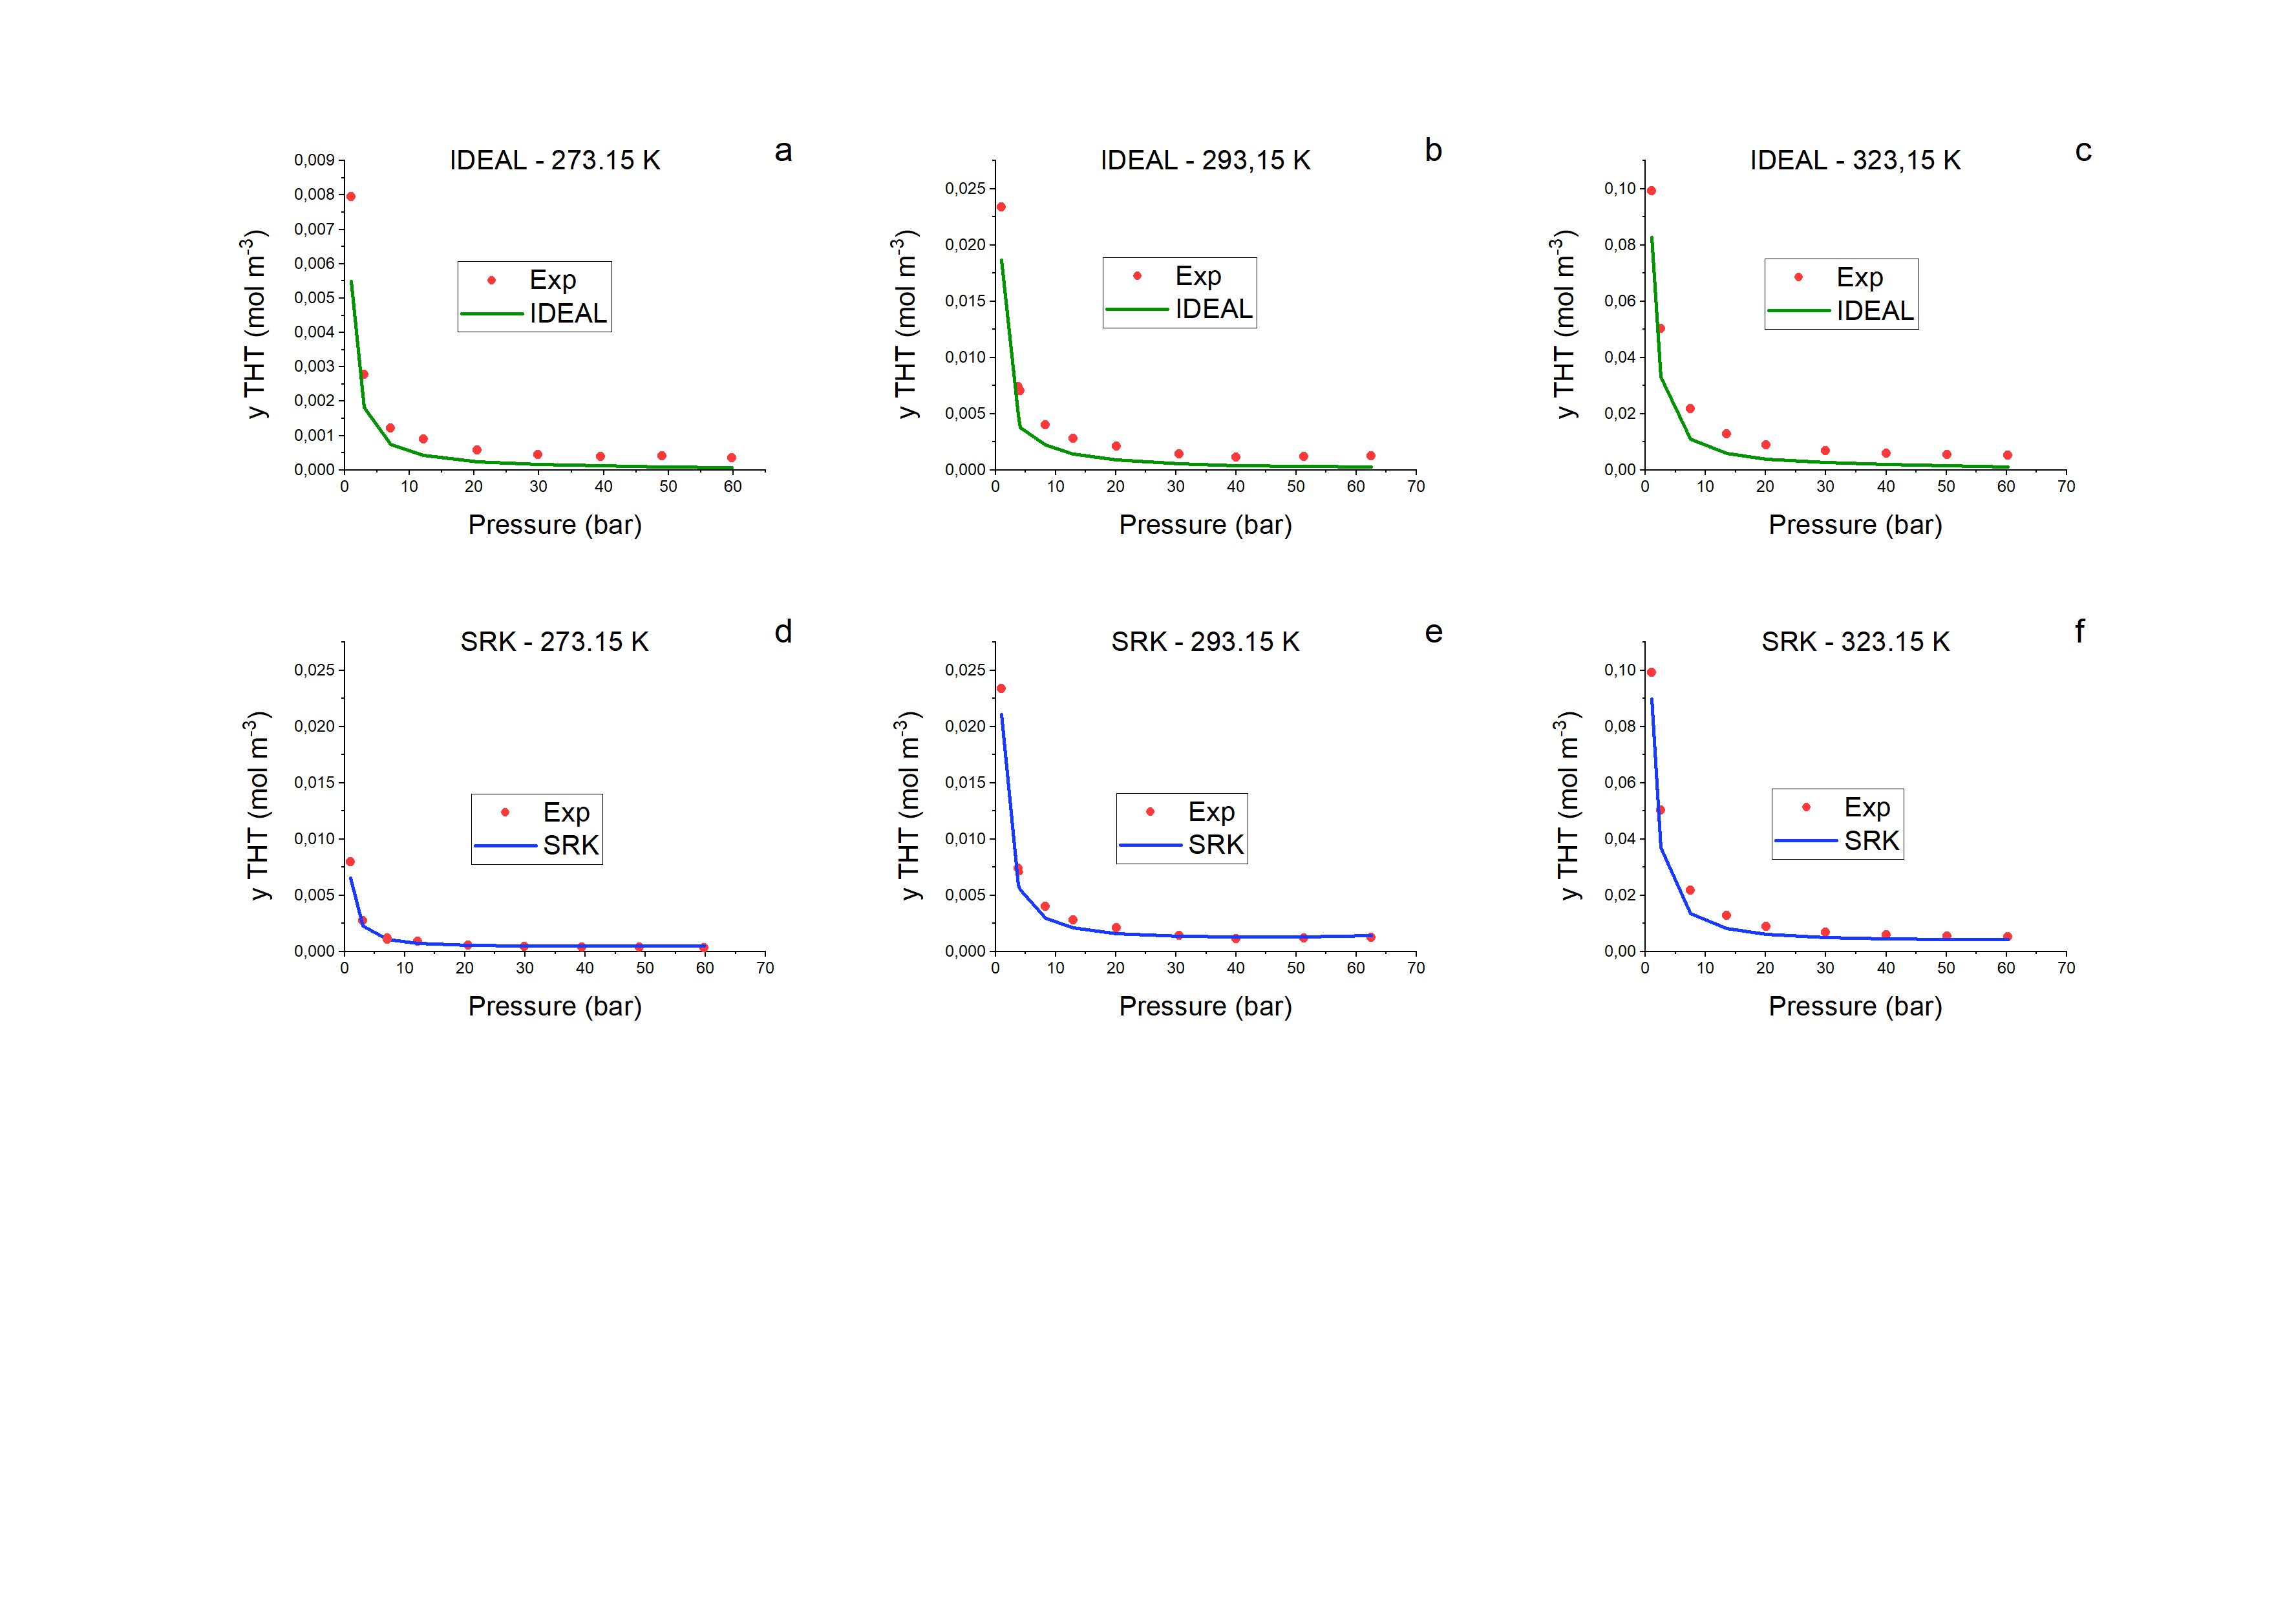 IDEAL - 273.15 K
a
0,009
0,008
0,007
0,006
0,005
0,004
0,003
0,002
0,001
0,000
y THT (mol m-3)
Exp
IDEAL
0 10 20 30 40 50 60
Pressure (bar)
IDEAL - 293,15 K
b
0,025
0,020
0,015
0,010
0,005
0,000
y THT (mol m-3)
Exp
IDEAL
0 10 20 30 40 50 60 70
Pressure (bar)
IDEAL - 323,15 K
c
0,10
0,08
0,06
0,04
0,02
0,00
y THT (mol m-3)
Exp
IDEAL
0 10 20 30 40 50 60 70
Pressure (bar)
SRK - 273.15 K
d
0,025
0,020
0,015
0,010
0,005
0,000
y THT (mol m-3)
Exp
SRK
0 10 20 30 40 50 60 70
Pressure (bar)
SRK - 293.15 K
e
0,025
0,020
0,015
0,010
0,005
0,000
y THT (mol m-3)
Exp
SRK
0 10 20 30 40 50 60 70
Pressure (bar)
SRK - 323.15 K
f
0,10
0,08
0,06
0,04
0,02
0,00
y THT (mol m-3)
Exp
SRK
0 10 20 30 40 50 60 70
Pressure (bar)